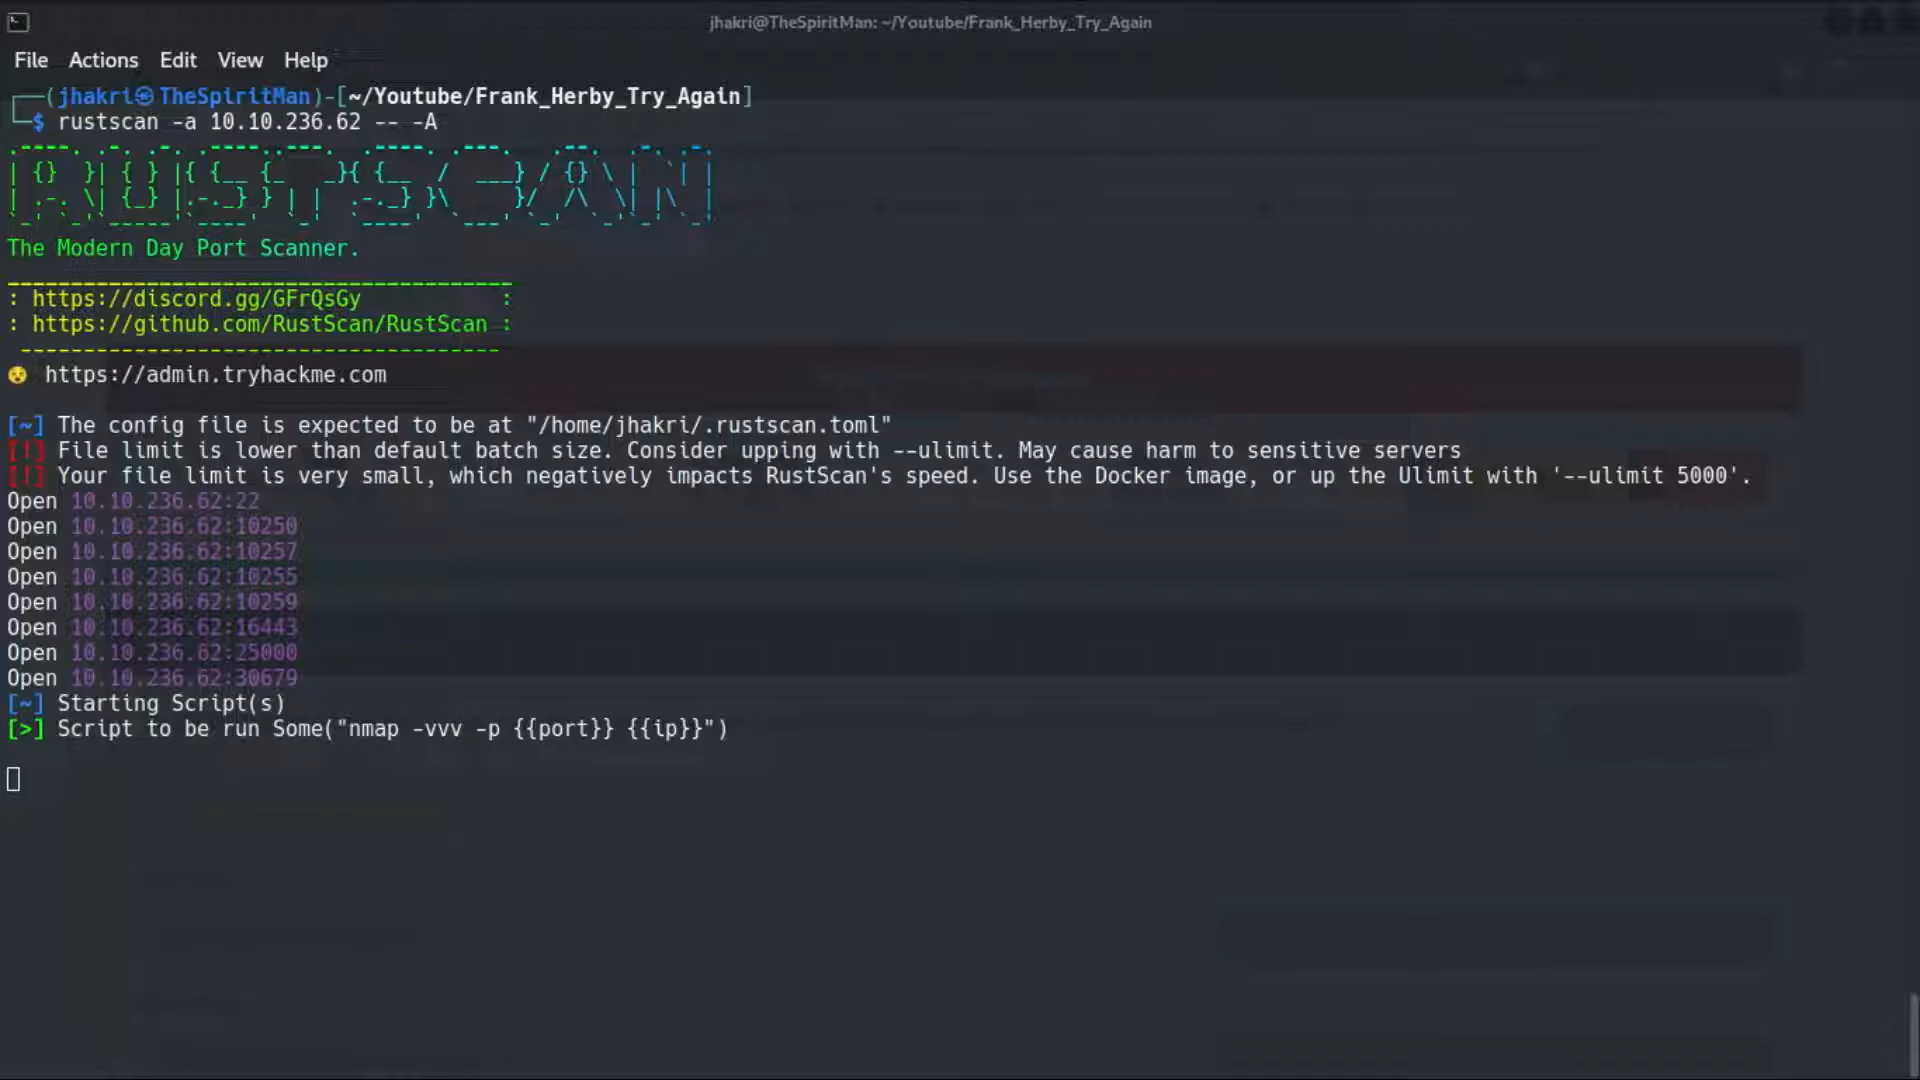 jhakri@TheSpiritMan: ~/Youtube/Frank_Herby_Try_Again
File Actions Edit View Help
┌──(jhakri㉿TheSpiritMan)-[~/Youtube/Frank_Herby_Try_Again]
└─$ rustscan -a 10.10.236.62 -- -A
.----. .-. .-. .----..---.  .----. .---.   .--.  .-. .-.
| {}  }| { } |{ {__ {_   _}{ {__  /  ___} / {} \ |  `| |
| .-. \| {_} |.-._} } | |  .-._} }\     }/  /\  \| |\  |
`-' `-'`-----'`----'  `-'  `----'  `---' `-'  `-'`-' `-'
The Modern Day Port Scanner.
________________________________________
: https://discord.gg/GFrQsGy           :
: https://github.com/RustScan/RustScan :
 --------------------------------------
😵 https://admin.tryhackme.com
[~] The config file is expected to be at "/home/jhakri/.rustscan.toml"
[!] File limit is lower than default batch size. Consider upping with --ulimit. May cause harm to sensitive servers
[!] Your file limit is very small, which negatively impacts RustScan's speed. Use the Docker image, or up the Ulimit with '--ulimit 5000'.
Open 10.10.236.62:22
Open 10.10.236.62:10250
Open 10.10.236.62:10257
Open 10.10.236.62:10255
Open 10.10.236.62:10259
Open 10.10.236.62:16443
Open 10.10.236.62:25000
Open 10.10.236.62:30679
[~] Starting Script(s)
[>] Script to be run Some("nmap -vvv -p {{port}} {{ip}}")